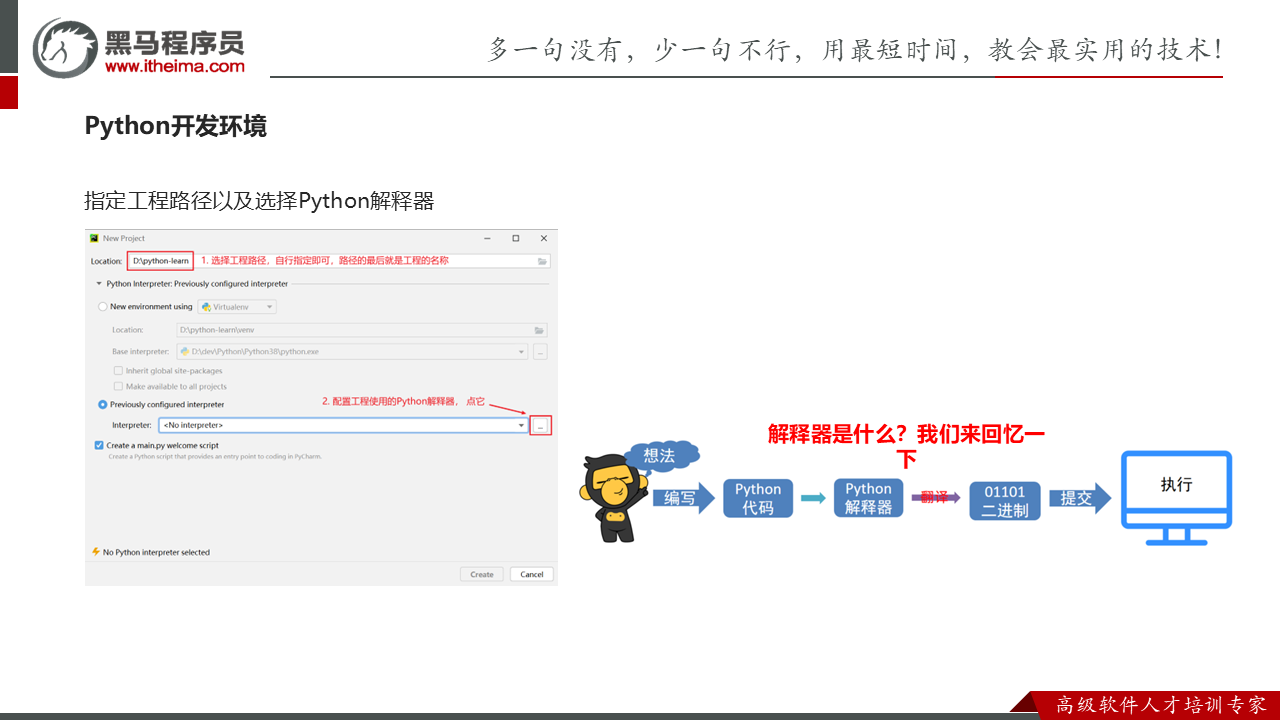 黑马程序员
www.itheima.com
多一句没有，少一句不行，用最短时间，教会最实用的技术！
Python开发环境
指定工程路径以及选择Python解释器
New Project
Location: D:\python-learn 1. 选择工程路径，自行指定即可，路径的最后就是工程的名称
Python Interpreter: Previously configured interpreter
New environment using Virtualenv
Location: D:\python-learn\venv
Base interpreter: D:\dev\Python\Python38\python.exe ...
Inherit global site-packages
Make available to all projects
Previously configured interpreter
2. 配置工程使用的Python解释器， 点它
Interpreter: <No interpreter> ...
Create a main.py welcome script
Create a Python script that provides an entry point to coding in PyCharm.
No Python interpreter selected
Create Cancel
解释器是什么？我们来回忆一
下
想法
编写
Python
代码
Python
解释器
翻译
01101
二进制
提交
执行
高级软件人才培训专家